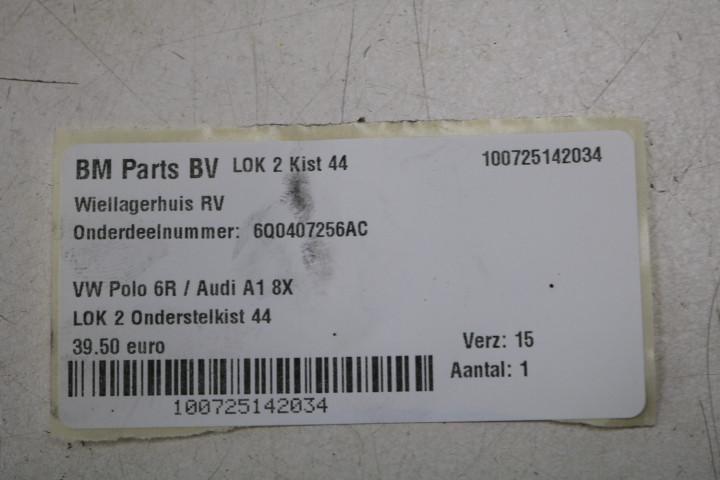 BM Parts BV LOK 2 Kist 44 100725142034
Wiellagerhuis RV
Onderdeelnummer: 6Q0407256AC
VW Polo 6R / Audi A1 8X
LOK 2 Onderstelkist 44
39.50 euro Verz: 15
Aantal: 1
100725142034